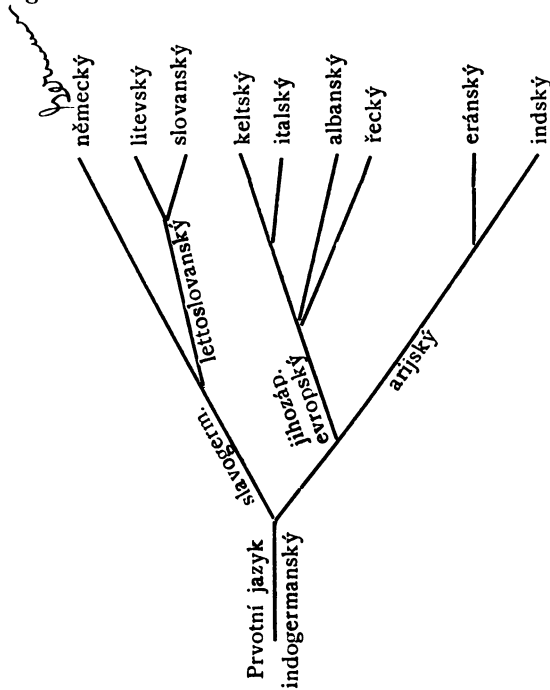 německý
litevský
slovanský
keltský
italský
albanský
řecký
eránský
indský
lettoslovanský
slavogerm.
jihozáp.
evropský
arijský
Prvotní jazyk
indogermanský